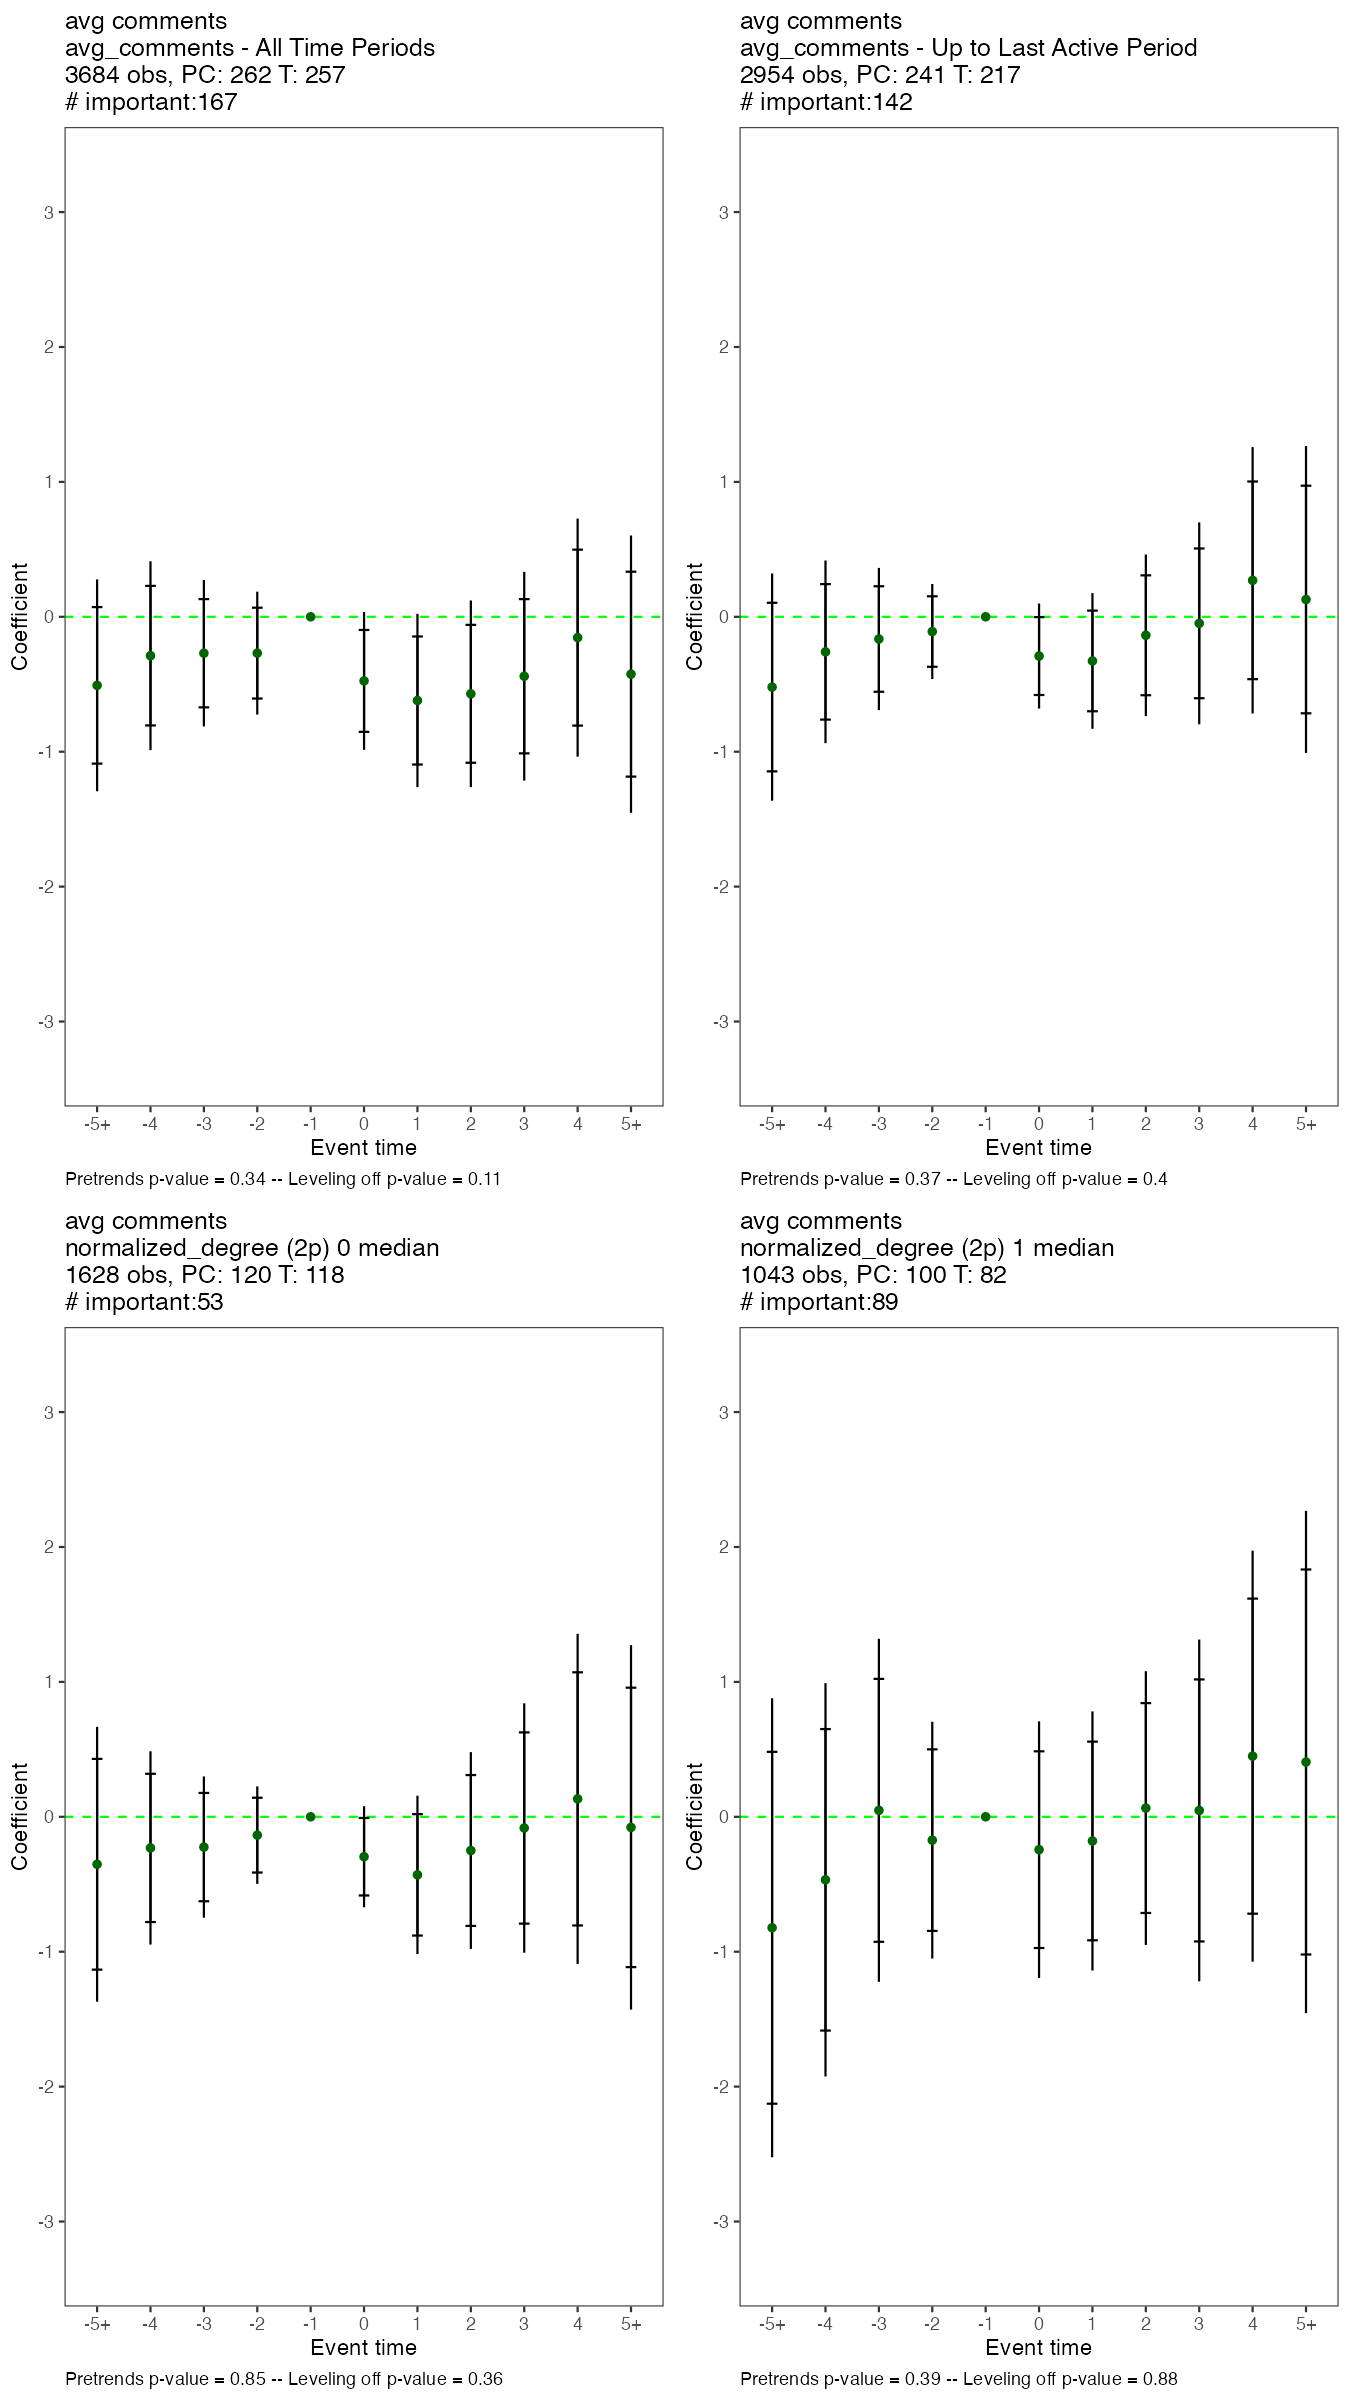 avg comments
avg_comments - All Time Periods
3684 obs, PC: 262 T: 257
# important:167
3
2
1
0
-1
-2
-3
Coefficient
-5+ -4 -3 -2 -1 0 1 2 3 4 5+
Event time
Pretrends p-value = 0.34 -- Leveling off p-value = 0.11
avg comments
avg_comments - Up to Last Active Period
2954 obs, PC: 241 T: 217
# important:142
3
2
1
0
-1
-2
-3
Coefficient
-5+ -4 -3 -2 -1 0 1 2 3 4 5+
Event time
Pretrends p-value = 0.37 -- Leveling off p-value = 0.4
avg comments
normalized_degree (2p) 0 median
1628 obs, PC: 120 T: 118
# important:53
3
2
1
0
-1
-2
-3
Coefficient
-5+ -4 -3 -2 -1 0 1 2 3 4 5+
Event time
Pretrends p-value = 0.85 -- Leveling off p-value = 0.36
avg comments
normalized_degree (2p) 1 median
1043 obs, PC: 100 T: 82
# important:89
3
2
1
0
-1
-2
-3
Coefficient
-5+ -4 -3 -2 -1 0 1 2 3 4 5+
Event time
Pretrends p-value = 0.39 -- Leveling off p-value = 0.88